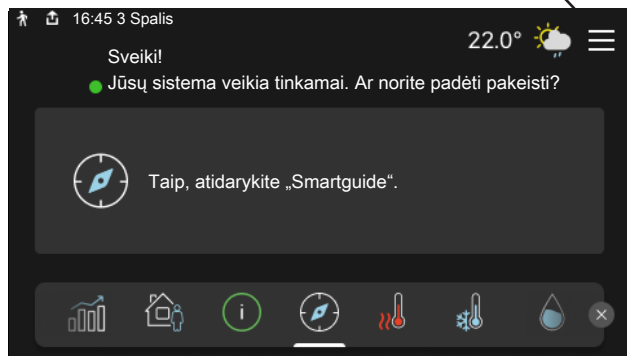 16:45 3 Spalis
22.0°
Sveiki!
Jūsų sistema veikia tinkamai. Ar norite padėti pakeisti?
Taip, atidarykite „Smartguide“.